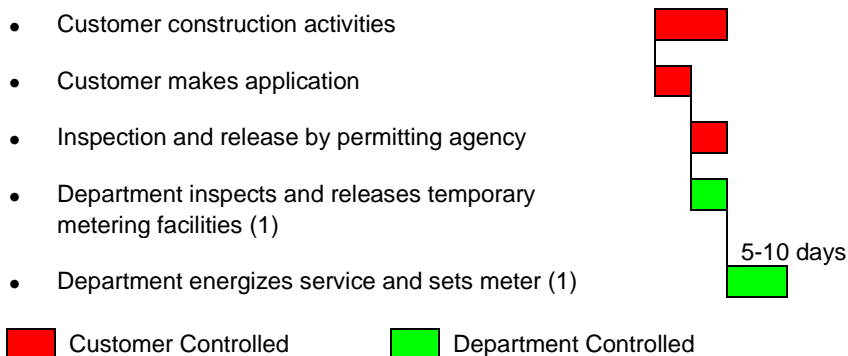 ● Customer construction activities
● Customer makes application
● Inspection and release by permitting agency
● Department inspects and releases temporary
metering facilities (1)
5-10 days
● Department energizes service and sets meter (1)
Customer Controlled Department Controlled